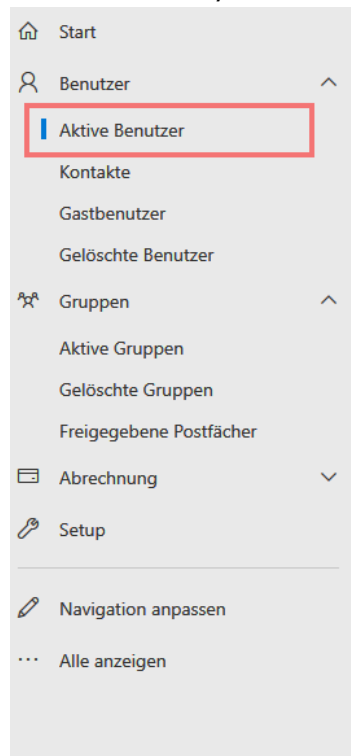 Start
Benutzer
Aktive Benutzer
Kontakte
Gastbenutzer
Gelöschte Benutzer
Gruppen
Aktive Gruppen
Gelöschte Gruppen
Freigegebene Postfächer
Abrechnung
Setup
Navigation anpassen
Alle anzeigen